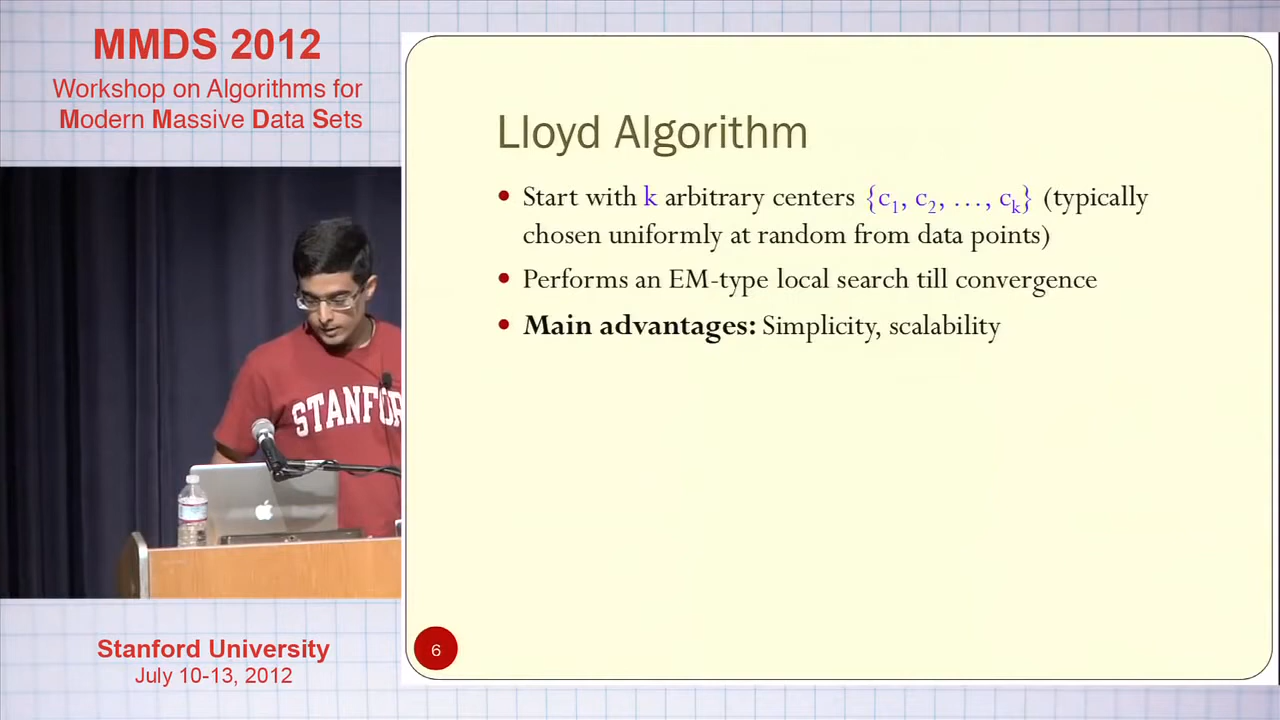 MMDS 2012
Workshop on Algorithms for
Modern Massive Data Sets
STANFOR
Stanford University
July 10-13, 2012
Lloyd Algorithm
• Start with k arbitrary centers {c1, c2, …, ck} (typically
chosen uniformly at random from data points)
• Performs an EM-type local search till convergence
• Main advantages: Simplicity, scalability
6